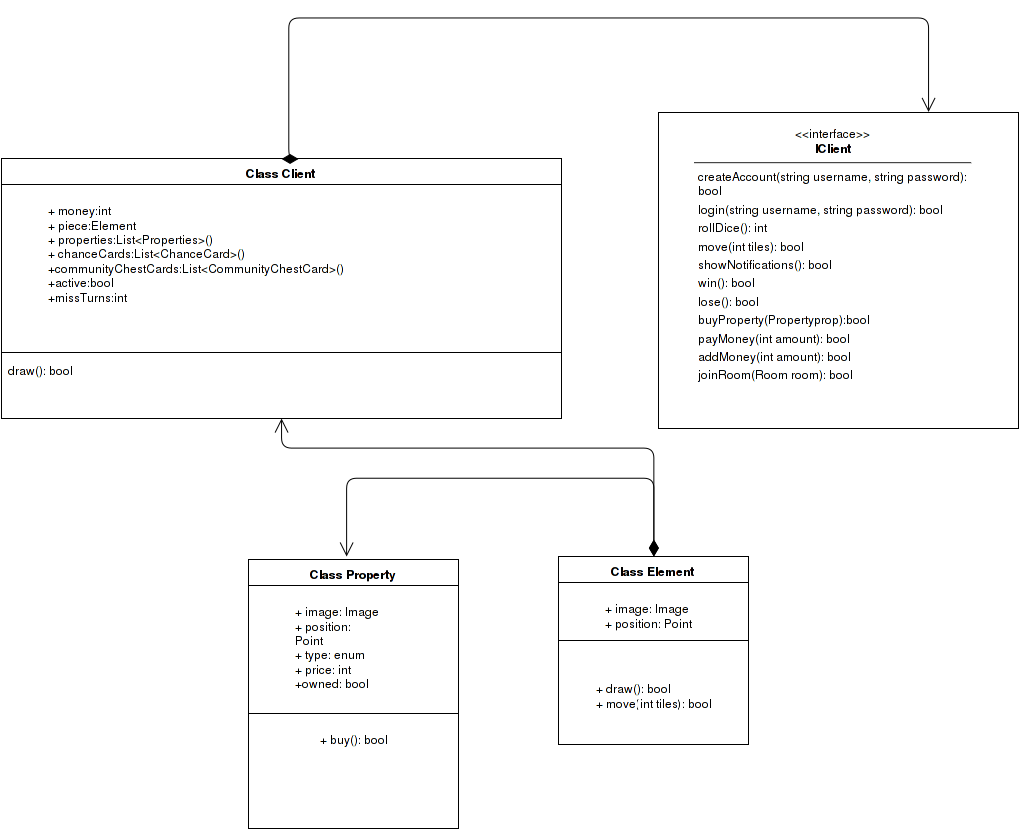 <<interface>>
IClient
createAccount(string username, string password):
bool
login(string username, string password): bool
rollDice(): int
move(int tiles): bool
showNotifications(): bool
win(): bool
lose(): bool
buyProperty(Propertyprop):bool
payMoney(int amount): bool
addMoney(int amount): bool
joinRoom(Room room): bool
Class Client
+ money:int
+ piece:Element
+ properties:List<Properties>()
+ chanceCards:List<ChanceCard>()
+communityChestCards:List<CommunityChestCard>()
+active:bool
+missTurns:int
draw(): bool
Class Property
+ image: Image
+ position:
Point
+ type: enum
+ price: int
+owned: bool
+ buy(): bool
Class Element
+ image: Image
+ position: Point
+ draw(): bool
+ move(int tiles): bool